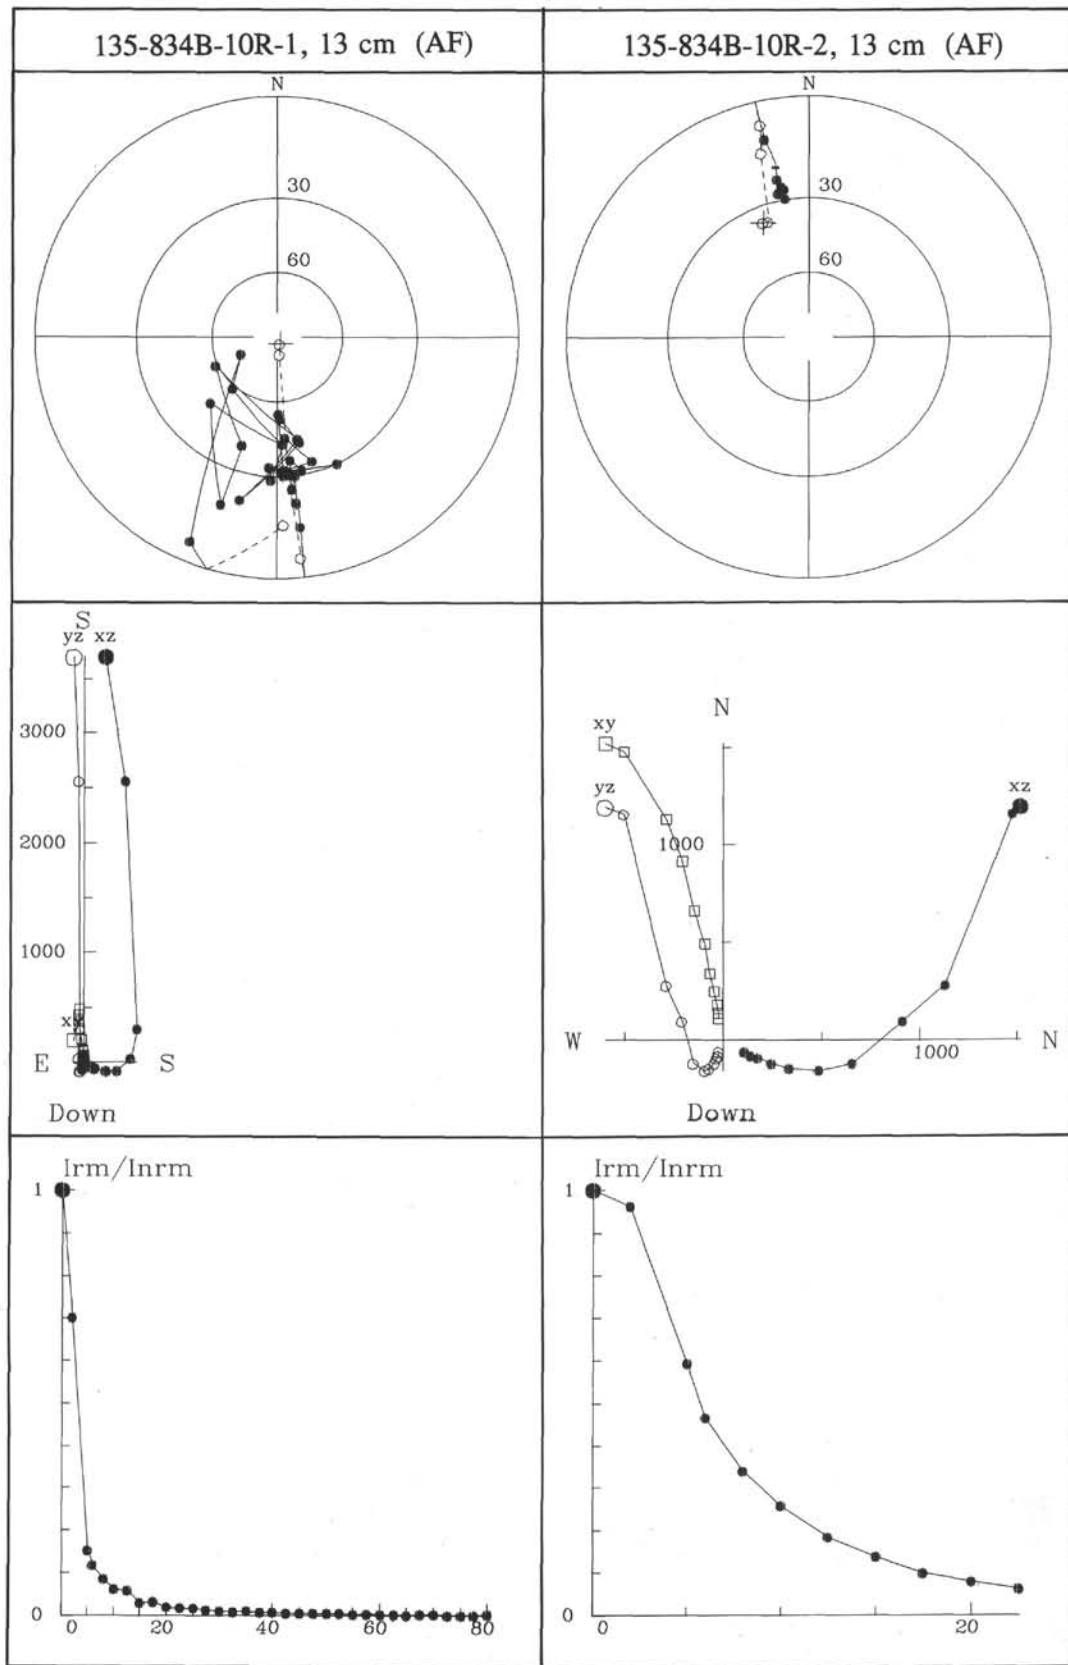 135-834B-10R-1, 13 cm (AF)
135-834B-10R-2, 13 cm (AF)
N
30
60
N
30
60
S
yz xz
3000
2000
1000
xy
E S
Down
N
xy
yz
xz
1000
W
1000
N
Down
Irm/Inrm
1
0
0 20 40 60 80
Irm/Inrm
1
0
0 20